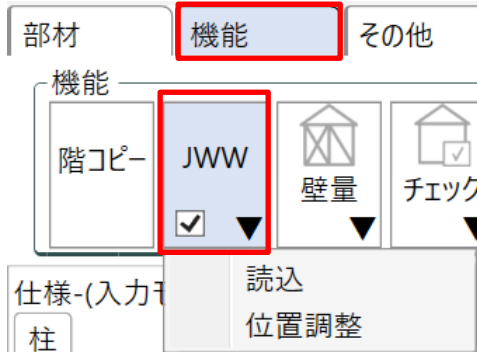 部材 機能 その他
機能
階コピー JWW 壁量 チェック
読込
仕様-(入力 位置調整
柱